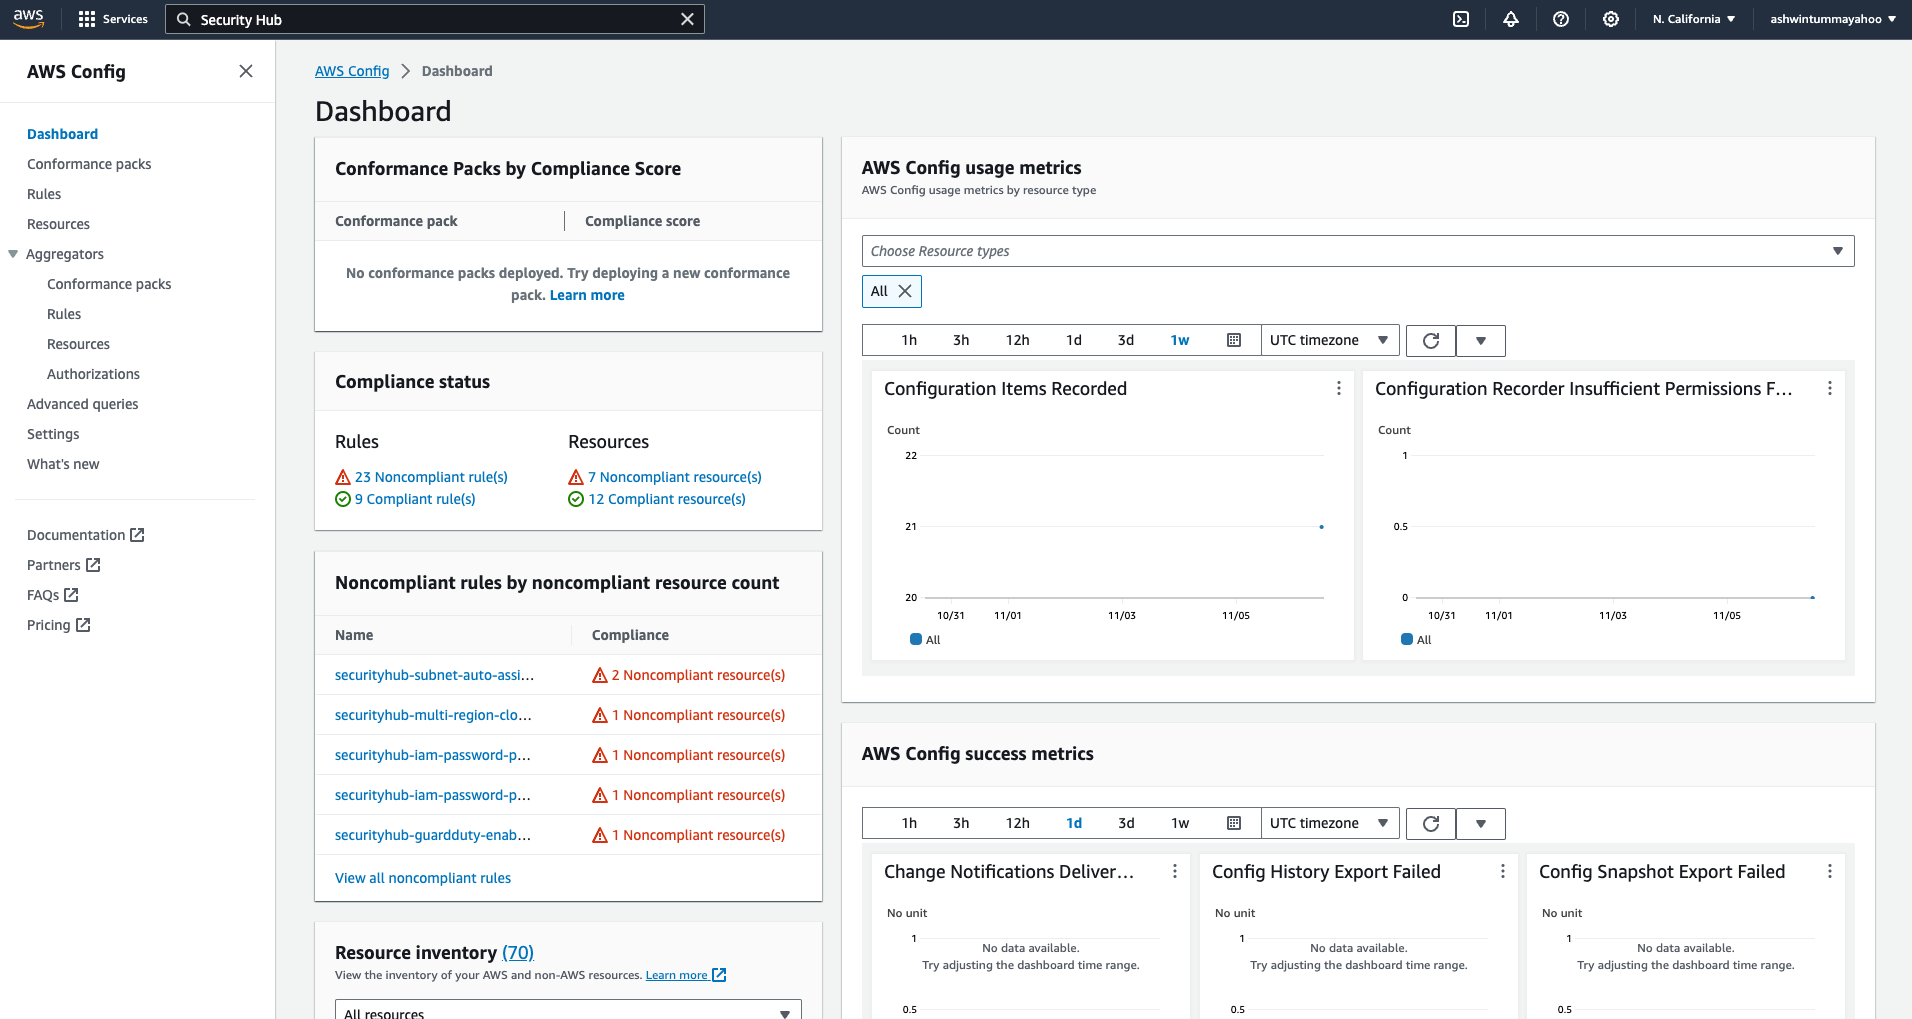 aws
Services
Security Hub
N. California
ashwintummayahoo
AWS Config
Dashboard
Conformance packs
Rules
Resources
Aggregators
Conformance packs
Rules
Resources
Authorizations
Advanced queries
Settings
What's new
Documentation
Partners
FAQs
Pricing
AWS Config > Dashboard
Dashboard
Conformance Packs by Compliance Score
Conformance pack
Compliance score
No conformance packs deployed. Try deploying a new conformance
pack. Learn more
Compliance status
Rules
Resources
23 Noncompliant rule(s)
7 Noncompliant resource(s)
9 Compliant rule(s)
12 Compliant resource(s)
Noncompliant rules by noncompliant resource count
Name
Compliance
securityhub-subnet-auto-assi...
2 Noncompliant resource(s)
securityhub-multi-region-clo...
1 Noncompliant resource(s)
securityhub-iam-password-p...
1 Noncompliant resource(s)
securityhub-iam-password-p...
1 Noncompliant resource(s)
securityhub-guardduty-enab...
1 Noncompliant resource(s)
View all noncompliant rules
Resource inventory (70)
View the inventory of your AWS and non-AWS resources. Learn more
All resources
AWS Config usage metrics
AWS Config usage metrics by resource type
Choose Resource types
All
1h 3h 12h 1d 3d 1w
UTC timezone
Configuration Items Recorded
Count
22
21
20
10/31 11/01 11/03 11/05
All
Configuration Recorder Insufficient Permissions F...
Count
1
0.5
0
10/31 11/01 11/03 11/05
All
AWS Config success metrics
1h 3h 12h 1d 3d 1w
UTC timezone
Change Notifications Deliver...
No unit
1
No data available.
Try adjusting the dashboard time range.
0.5
Config History Export Failed
No unit
1
No data available.
Try adjusting the dashboard time range.
0.5
Config Snapshot Export Failed
No unit
1
No data available.
Try adjusting the dashboard time range.
0.5